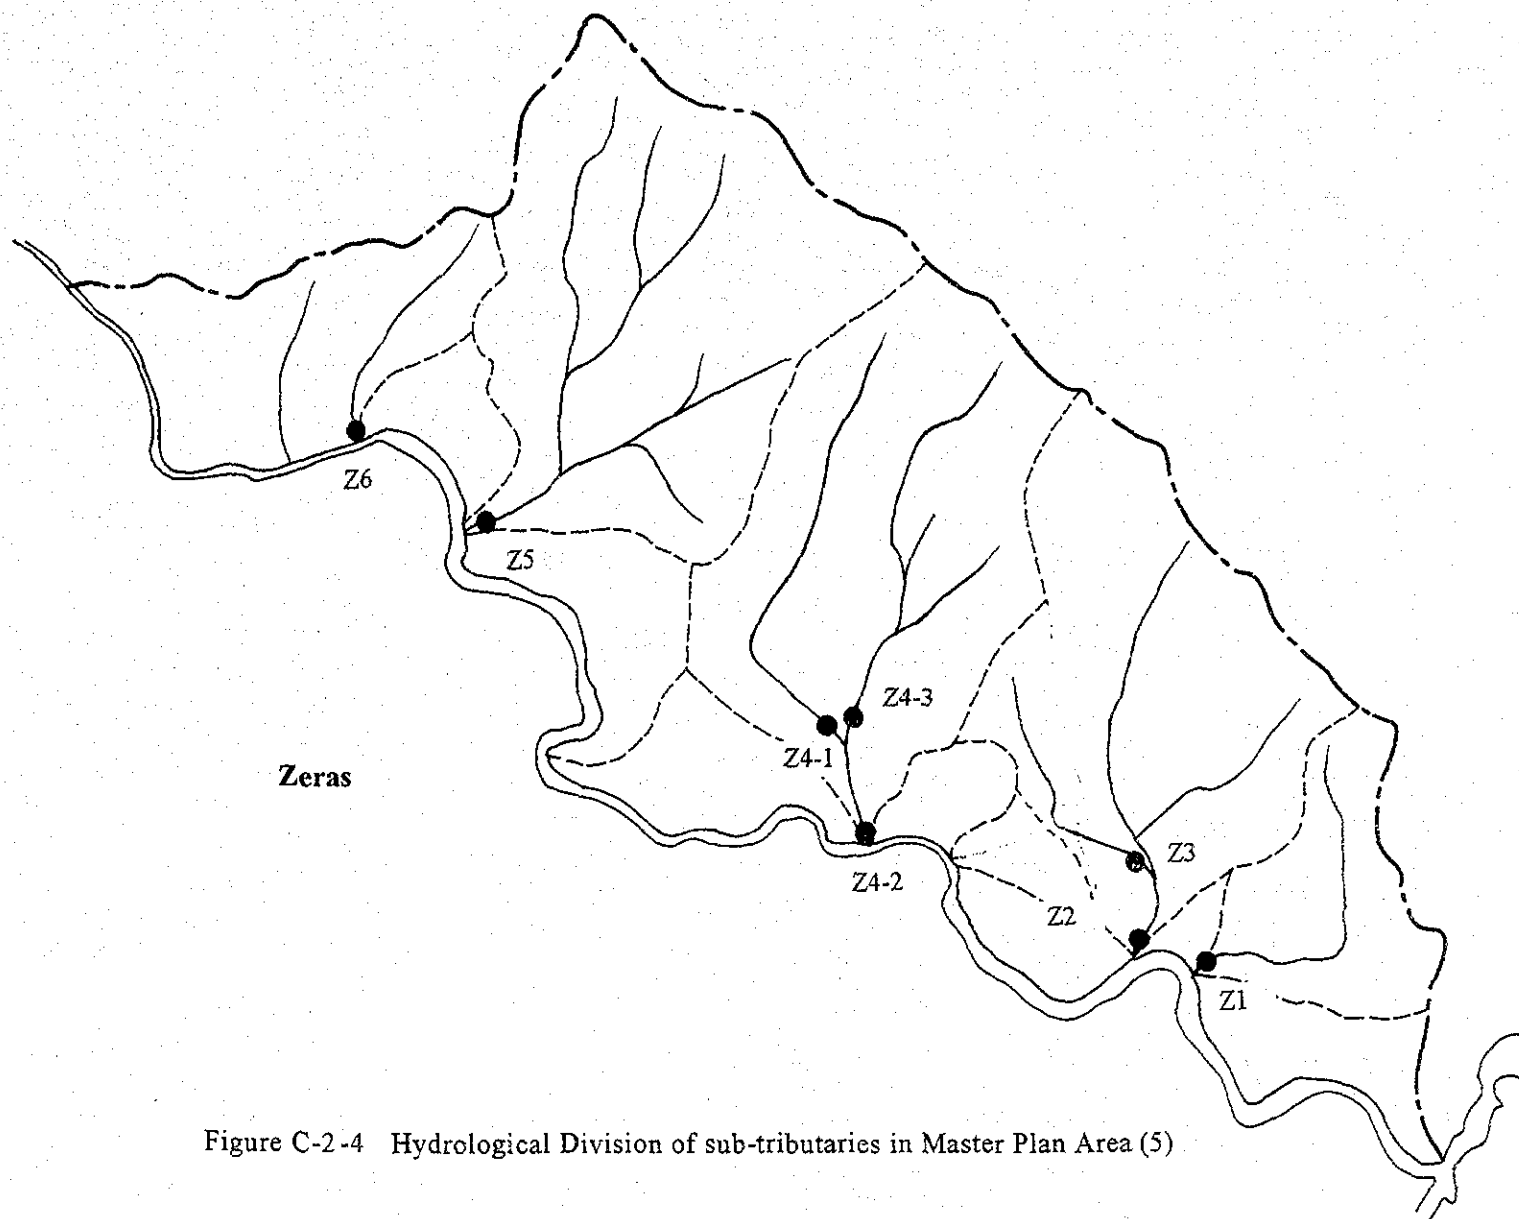 Z6
Z5
Z4-3
Z4-1
Zeras
Z3
Z4-2
Z2
Z1
Figure C-2-4 Hydrological Division of sub-tributaries in Master Plan Area (5)